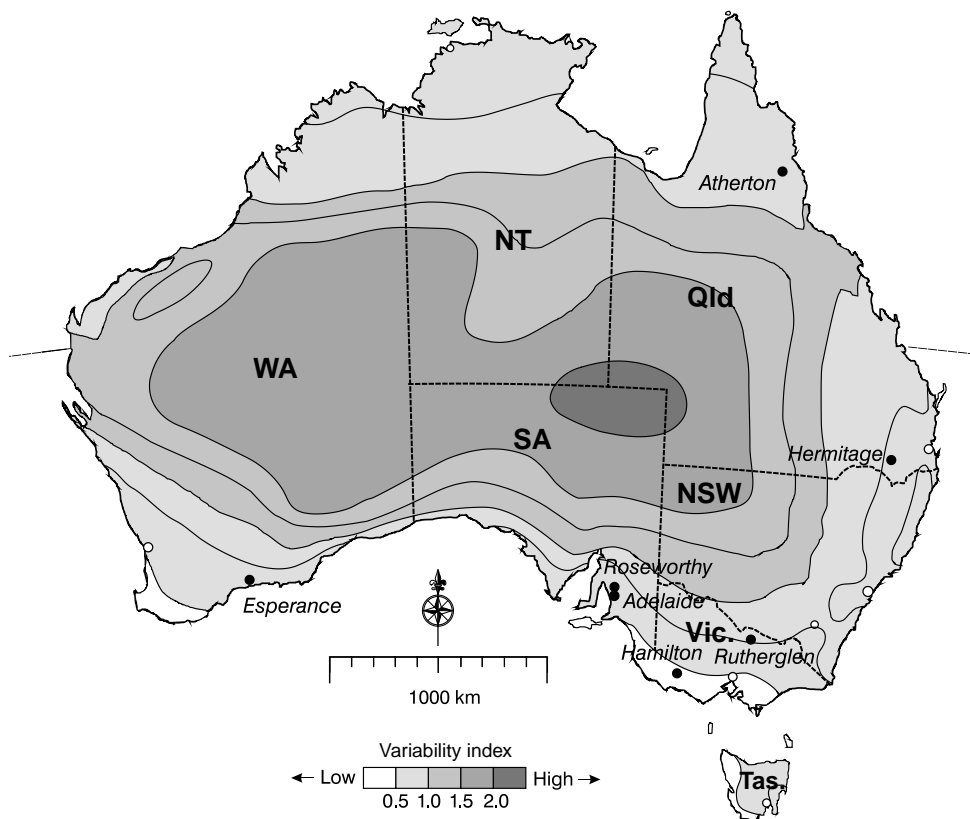 Atherton
NT
Qld
WA
SA
Hermitage
NSW
Roseworthy
Esperance
Adelaide
Vic.
Hamilton
Rutherglen
1000 km
Variability index
Low High
0.5 1.0 1.5 2.0
Tas.